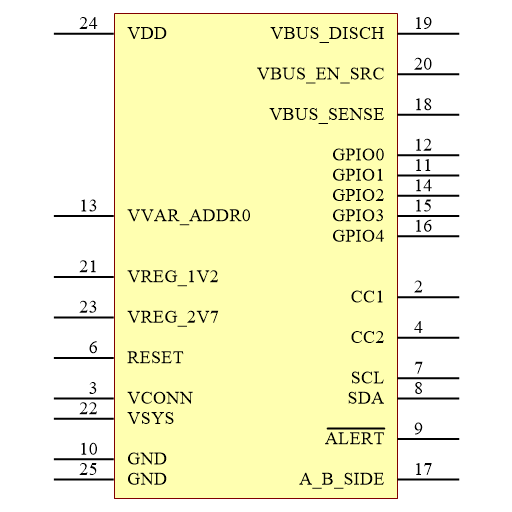 24 VDD VBUS_DISCH 19
VBUS_EN_SRC 20
VBUS_SENSE 18
GPIO0 12
GPIO1 11
GPIO2 14
13 VVAR_ADDR0 GPIO3 15
GPIO4 16
21 VREG_1V2
CC1 2
23 VREG_2V7
CC2 4
6 RESET
SCL 7
3 VCONN SDA 8
22 VSYS
ALERT 9
10 GND
25 GND A_B_SIDE 17